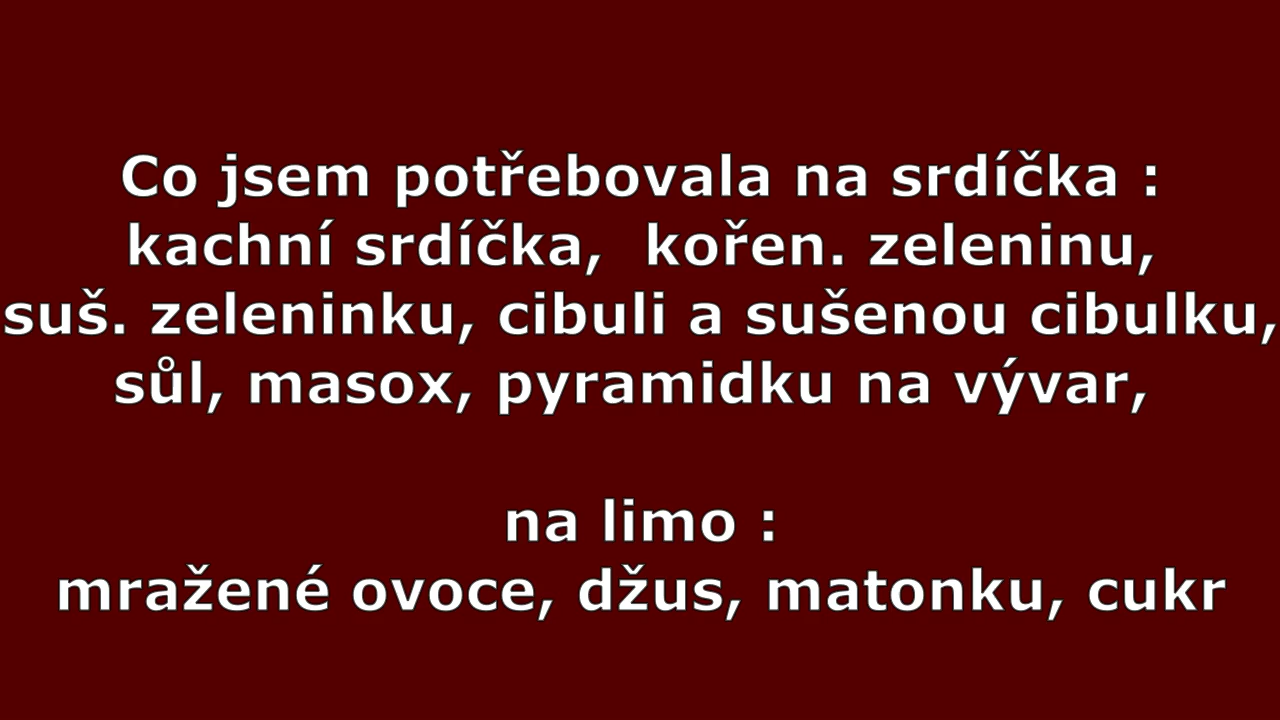 Co jsem potřebovala na srdíčka :
kachní srdíčka,  kořen. zeleninu,
suš. zeleninku, cibuli a sušenou cibulku,
sůl, masox, pyramidku na vývar,
na limo :
mražené ovoce, džus, matonku, cukr